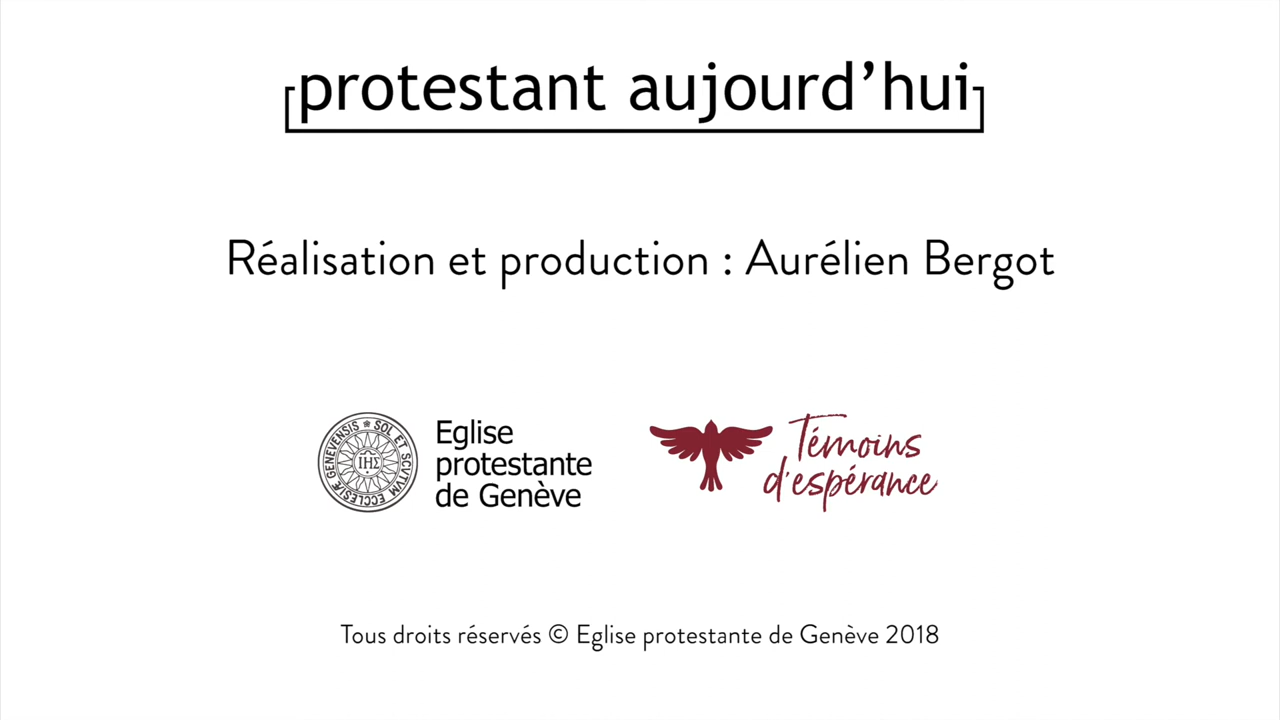 protestant aujourd’hui
Réalisation et production : Aurélien Bergot
GENEVENSIS ❀ SOL ET SCVTVM ECCLESIÆ
IHS
Eglise
protestante
de Genève
Témoins
d'espérance
Tous droits réservés © Eglise protestante de Genève 2018